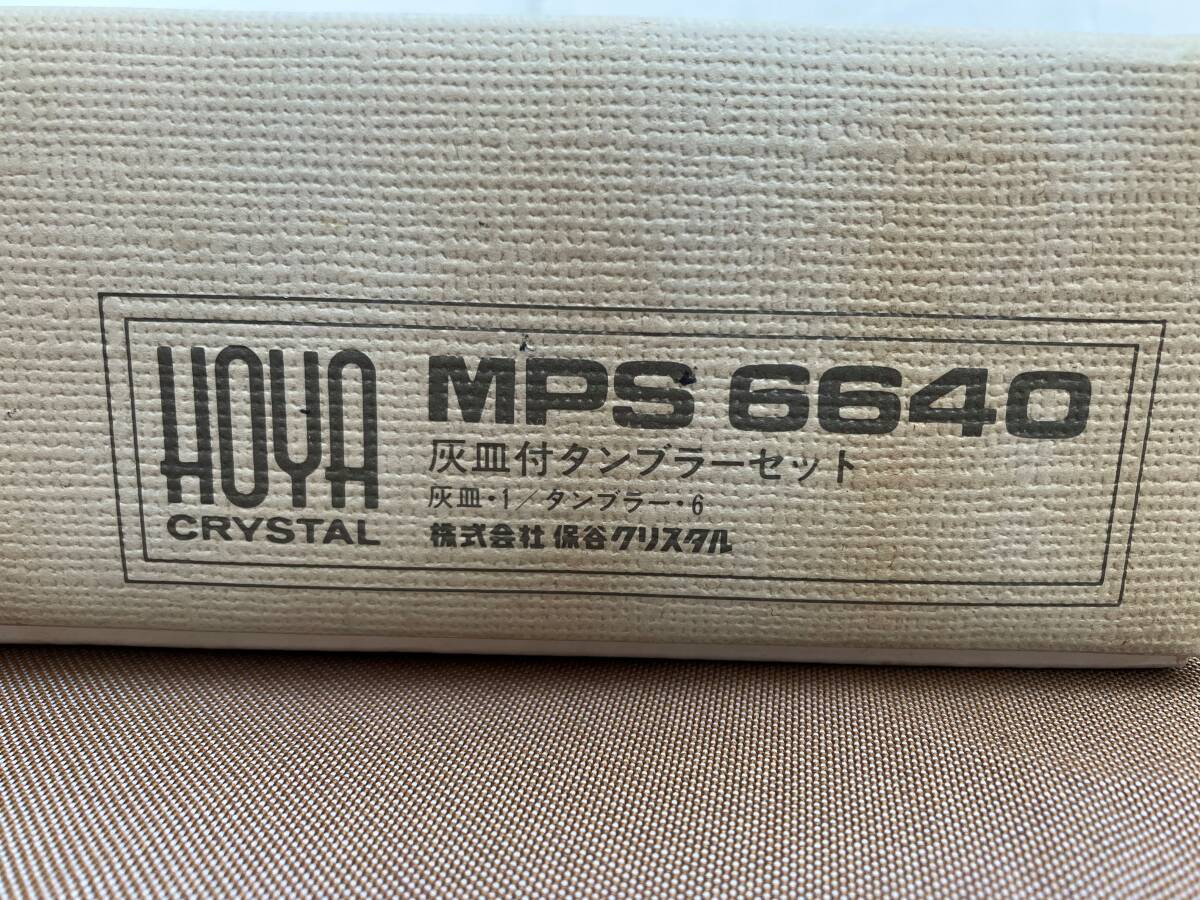 HOYA
CRYSTAL
MPS 6640
灰皿付タンブラーセット
灰皿・1/タンブラー・6
株式会社 保谷クリスタル